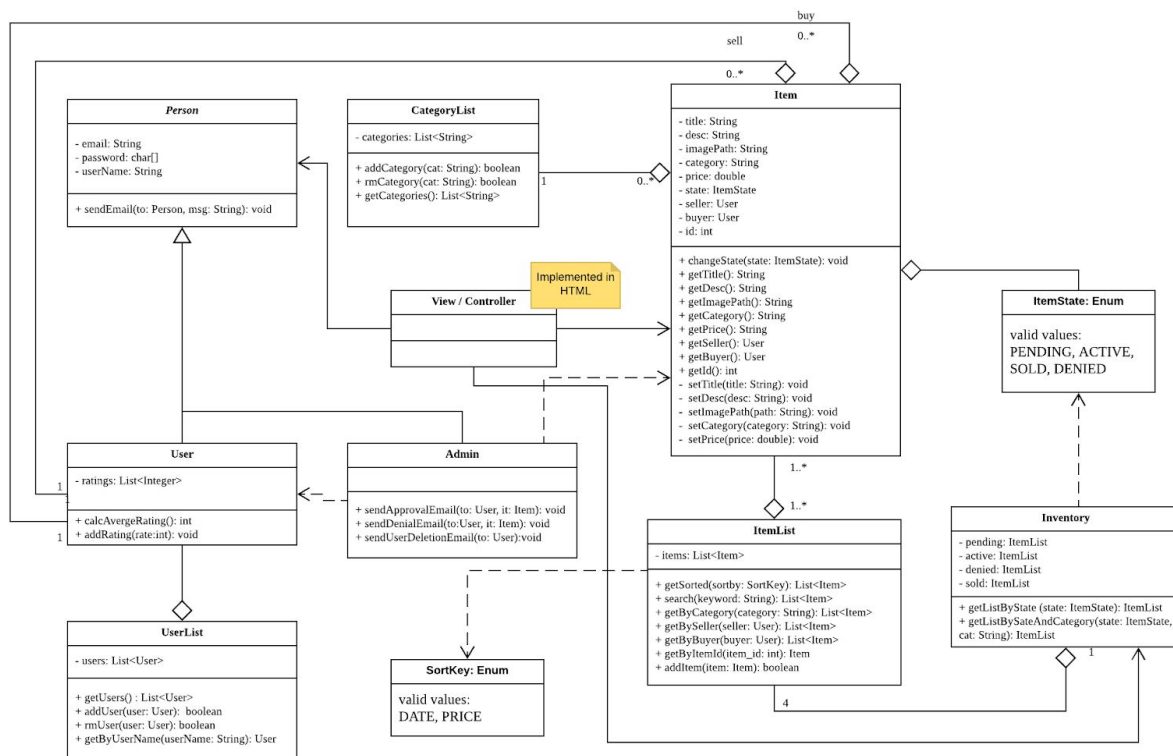 buy
0..*
sell
0..*
Person
- email: String
- password: char[]
- userName: String
+ sendEmail(to: Person, msg: String): void
CategoryList
- categories: List<String>
+ addCategory(cat: String): boolean
+ rmCategory(cat: String): boolean
+ getCategories(): List<String>
1
0..*
Item
- title: String
- desc: String
- imagePath: String
- category: String
- price: double
- state: ItemState
- seller: User
- buyer: User
- id: int
+ changeState(state: ItemState): void
+ getTitle(): String
+ getDesc(): String
+ getImagePath(): String
+ getCategory(): String
+ getPrice(): String
+ getSeller(): User
+ getBuyer(): User
+ getId(): int
- setTitle(title: String): void
- setDesc(desc: String): void
- setImagePath(path: String): void
- setCategory(category: String): void
- setPrice(price: double): void
Implemented in
HTML
View / Controller
ItemState: Enum
valid values:
PENDING, ACTIVE,
SOLD, DENIED
User
- ratings: List<Integer>
+ calcAvergeRating(): int
+ addRating(rate:int): void
1
1
1
Admin
+ sendApprovalEmail(to: User, it: Item): void
+ sendDenialEmail(to:User, it: Item): void
+ sendUserDeletionEmail(to: User):void
1..*
1..*
ItemList
- items: List<Item>
+ getSorted(sortby: SortKey): List<Item>
+ search(keyword: String): List<Item>
+ getByCategory(category: String): List<Item>
+ getBySeller(seller: User): List<Item>
+ getByBuyer(buyer: User): List<Item>
+ getByItemId(item_id: int): Item
+ addItem(item: Item): boolean
Inventory
- pending: ItemList
- active: ItemList
- denied: ItemList
- sold: ItemList
+ getListByState (state: ItemState): ItemList
+ getListBySateAndCategory(state: ItemState,
cat: String): ItemList
1
4
UserList
- users: List<User>
+ getUsers() : List<User>
+ addUser(user: User): boolean
+ rmUser(user: User): boolean
+ getByUserName(userName: String): User
SortKey: Enum
valid values:
DATE, PRICE